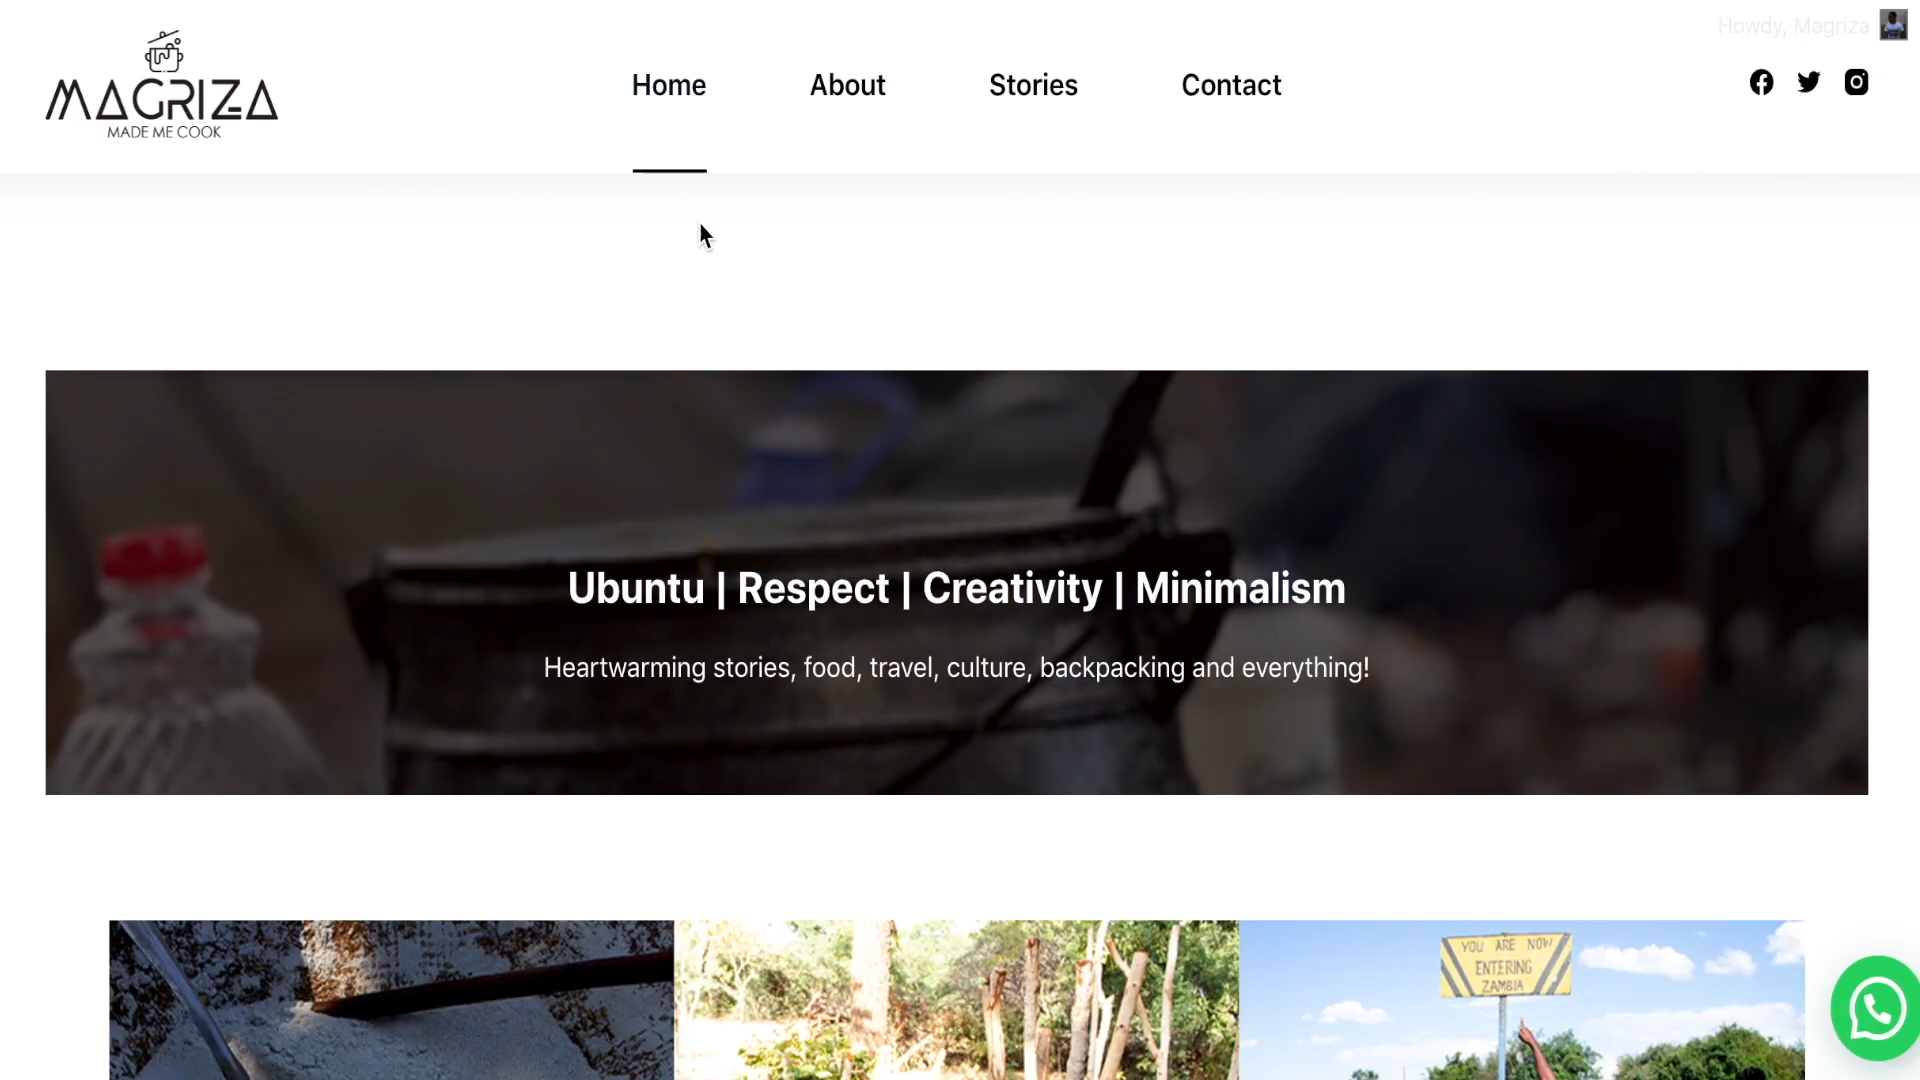 Howdy, Magriza
MAGRIZA
MADE ME COOK
Home
About
Stories
Contact
Ubuntu | Respect | Creativity | Minimalism
Heartwarming stories, food, travel, culture, backpacking and everything!
YOU ARE NOW
ENTERING
ZAMBIA